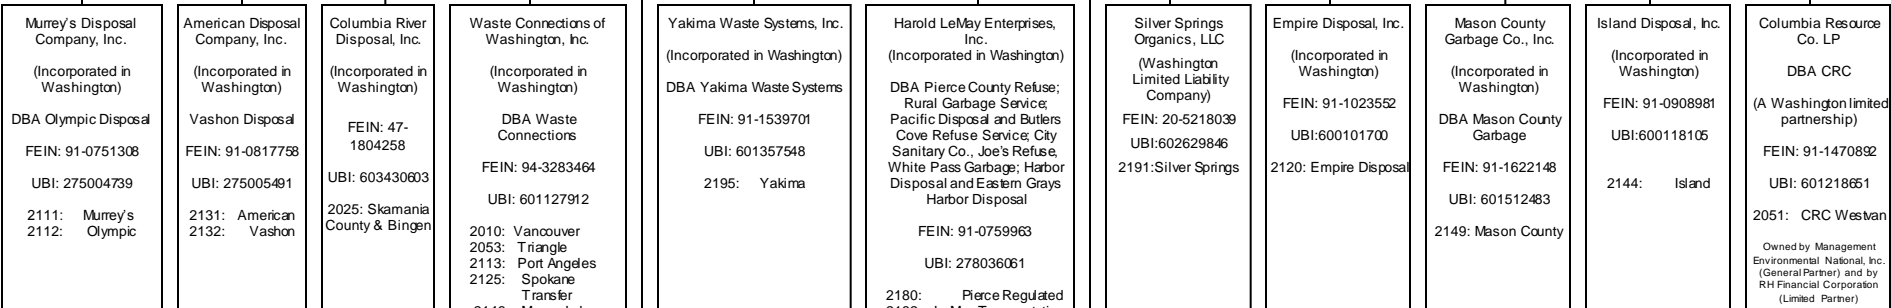 Murrey's Disposal
Company, Inc.
(Incorporated in
Washington)
DBA Olympic Disposal
FEIN: 91-0751308
UBI: 275004739
2111: Murrey's
2112: Olympic
American Disposal
Company, Inc.
(Incorporated in
Washington)
Vashon Disposal
FEIN: 91-0817758
UBI: 275005491
2131: American
2132: Vashon
Columbia River
Disposal, Inc.
(Incorporated in
Washington)
FEIN: 47-
1804258
UBI: 603430603
2025: Skamania
County & Bingen
Waste Connections of
Washington, Inc.
(Incorporated in
Washington)
DBA Waste
Connections
FEIN: 94-3283464
UBI: 601127912
2010: Vancouver
2053: Triangle
2113: Port Angeles
2125: Spokane
Transfer
Yakima Waste Systems, Inc.
(Incorporated in Washington)
DBA Yakima Waste Systems
FEIN: 91-1539701
UBI: 601357548
2195: Yakima
Harold LeMay Enterprises,
Inc.
(Incorporated in Washington)
DBA Pierce County Refuse;
Rural Garbage Service;
Pacific Disposal and Butlers
Cove Refuse Service; City
Sanitary Co., Joe's Refuse,
White Pass Garbage; Harbor
Disposal and Eastern Grays
Harbor Disposal
FEIN: 91-0759963
UBI: 278036061
2180: Pierce Regulated
Silver Springs
Organics, LLC
(Washington
Limited Liability
Company)
FEIN: 20-5218039
UBI:602629846
2191:Silver Springs
Empire Disposal, Inc.
(Incorporated in
Washington)
FEIN: 91-1023552
UBI:600101700
2120: Empire Disposal
Mason County
Garbage Co., Inc.
(Incorporated in
Washington)
DBA Mason County
Garbage
FEIN: 91-1622148
UBI: 601512483
2149: Mason County
Island Disposal, Inc.
(Incorporated in
Washington)
FEIN: 91-0908981
UBI:600118105
2144: Island
Columbia Resource
Co. LP
DBA CRC
(A Washington limited
partnership)
FEIN: 91-1470892
UBI: 601218651
2051: CRC Westvan
Owned by Management
Environmental National, Inc.
(General Partner) and by
RH Financial Corporation
(Limited Partner)